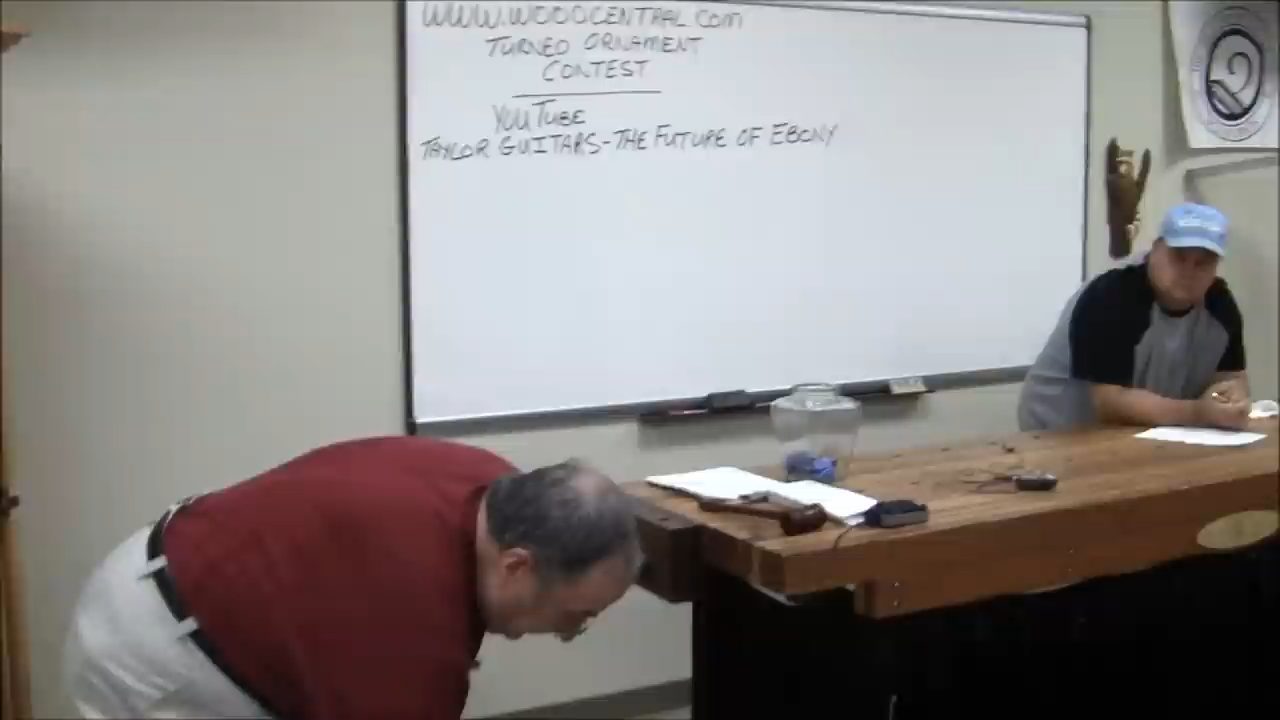 WWW.WOODCENTRAL.COM
TURNED ORNAMENT
CONTEST
YOUTUBE
TAYLOR GUITARS-THE FUTURE OF EBONY